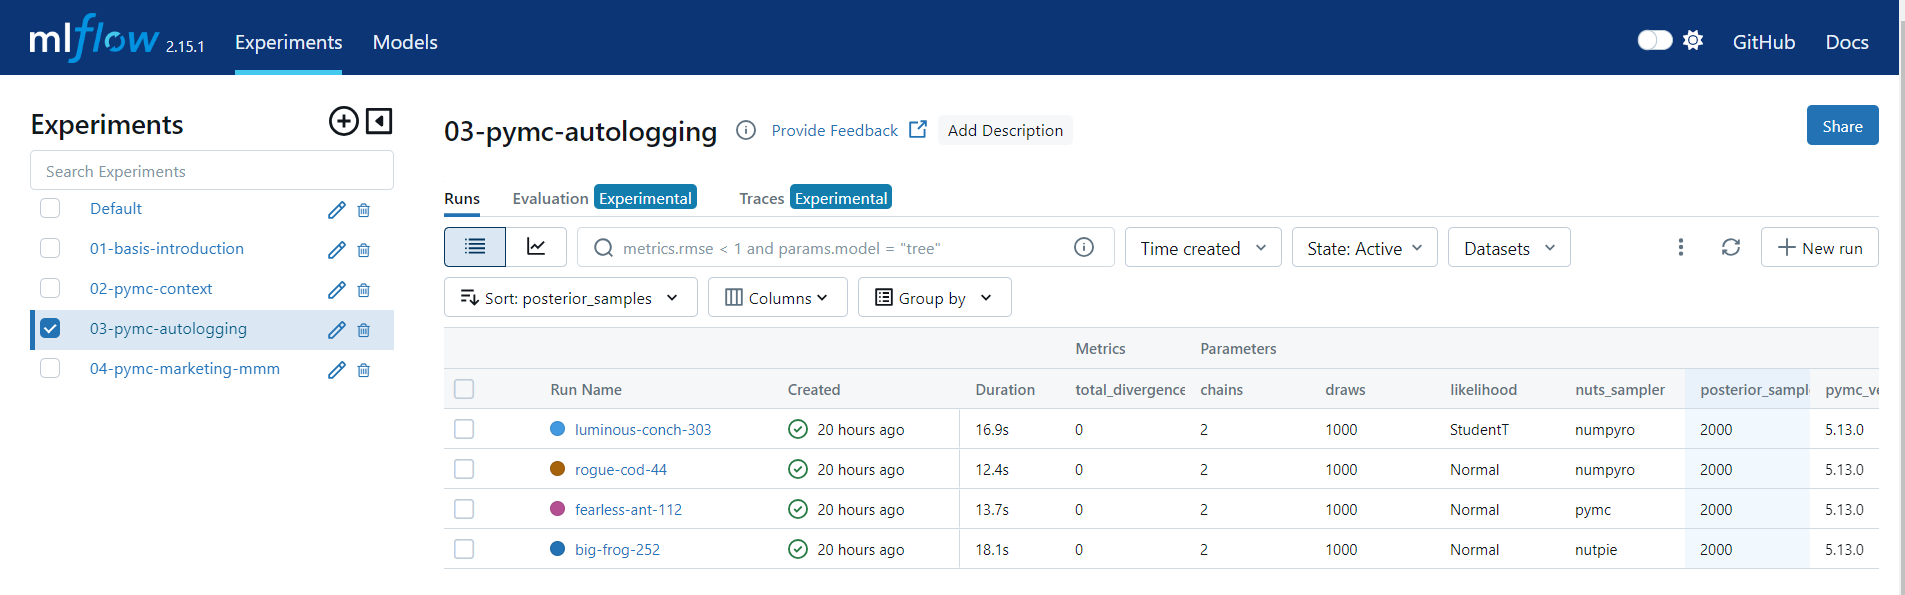 mlflow 2.15.1 Experiments Models GitHub Docs
Experiments
Search Experiments
Default
01-basis-introduction
02-pymc-context
03-pymc-autologging
04-pymc-marketing-mmm
03-pymc-autologging Provide Feedback Add Description Share
Runs Evaluation Experimental Traces Experimental
metrics.rmse < 1 and params.model = "tree" Time created State: Active Datasets New run
Sort: posterior_samples Columns Group by
Metrics Parameters
Run Name Created Duration total_divergence chains draws likelihood nuts_sampler posterior_sampl pymc_ve
luminous-conch-303 20 hours ago 16.9s 0 2 1000 StudentT numpyro 2000 5.13.0
rogue-cod-44 20 hours ago 12.4s 0 2 1000 Normal numpyro 2000 5.13.0
fearless-ant-112 20 hours ago 13.7s 0 2 1000 Normal pymc 2000 5.13.0
big-frog-252 20 hours ago 18.1s 0 2 1000 Normal nutpie 2000 5.13.0